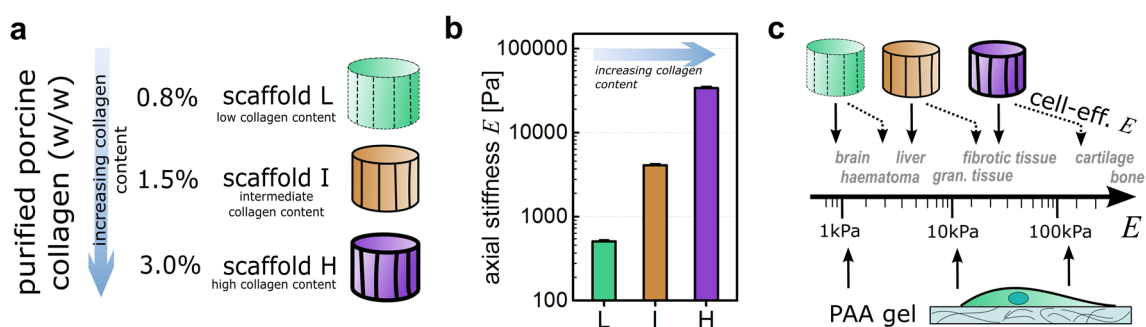 a
purified porcine
collagen (w/w)
increasing collagen
content
0.8%
scaffold L
low collagen content
1.5%
scaffold I
intermediate
collagen content
3.0%
scaffold H
high collagen content
b
axial stiffness E [Pa]
100000
10000
1000
100
increasing collagen
content
L I H
c
cell-eff. E
brain liver fibrotic tissue cartilage
haematoma gran. tissue bone
1kPa 10kPa 100kPa E
PAA gel